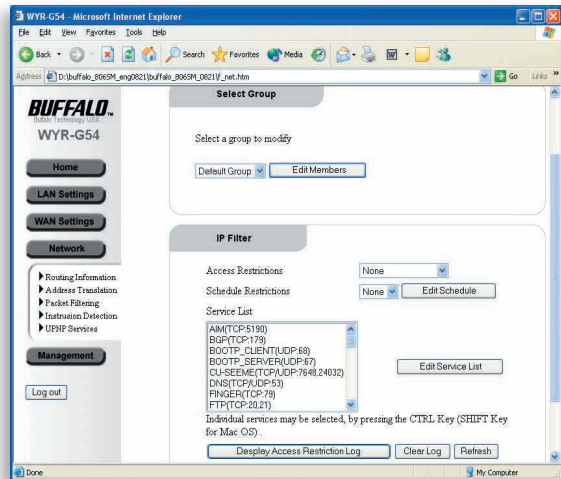 WYR-G54 - Microsoft Internet Explorer
File Edit View Favorites Tools Help
Back Search Favorites Media
Address D:\buffalo_8065M_eng0821\buffalo_8065M_0821\f_net.htm Go Links »
BUFFALO™
Buffalo Technology USA
WYR-G54
Home
LAN Settings
WAN Settings
Network
Routing Information
Address Translation
Packet Filtering
Instrusion Detection
UPNP Services
Management
Log out
Select Group
Select a group to modify
Default Group Edit Members
IP Filter
Access Restrictions None
Schedule Restrictions None Edit Schedule
Service List
AIM(TCP:5190)
BGP(TCP:179)
BOOTP_CLIENT(UDP:68)
BOOTP_SERVER(UDP:67)
CU-SEEME(TCP/UDP:7648,24032)
DNS(TCP/UDP:53)
FINGER(TCP:79)
FTP(TCP:20,21)
Edit Service List
Individual services may be selected, by pressing the CTRL Key (SHIFT Key
for Mac OS) .
Desplay Access Restriction Log Clear Log Refresh
Done My Computer